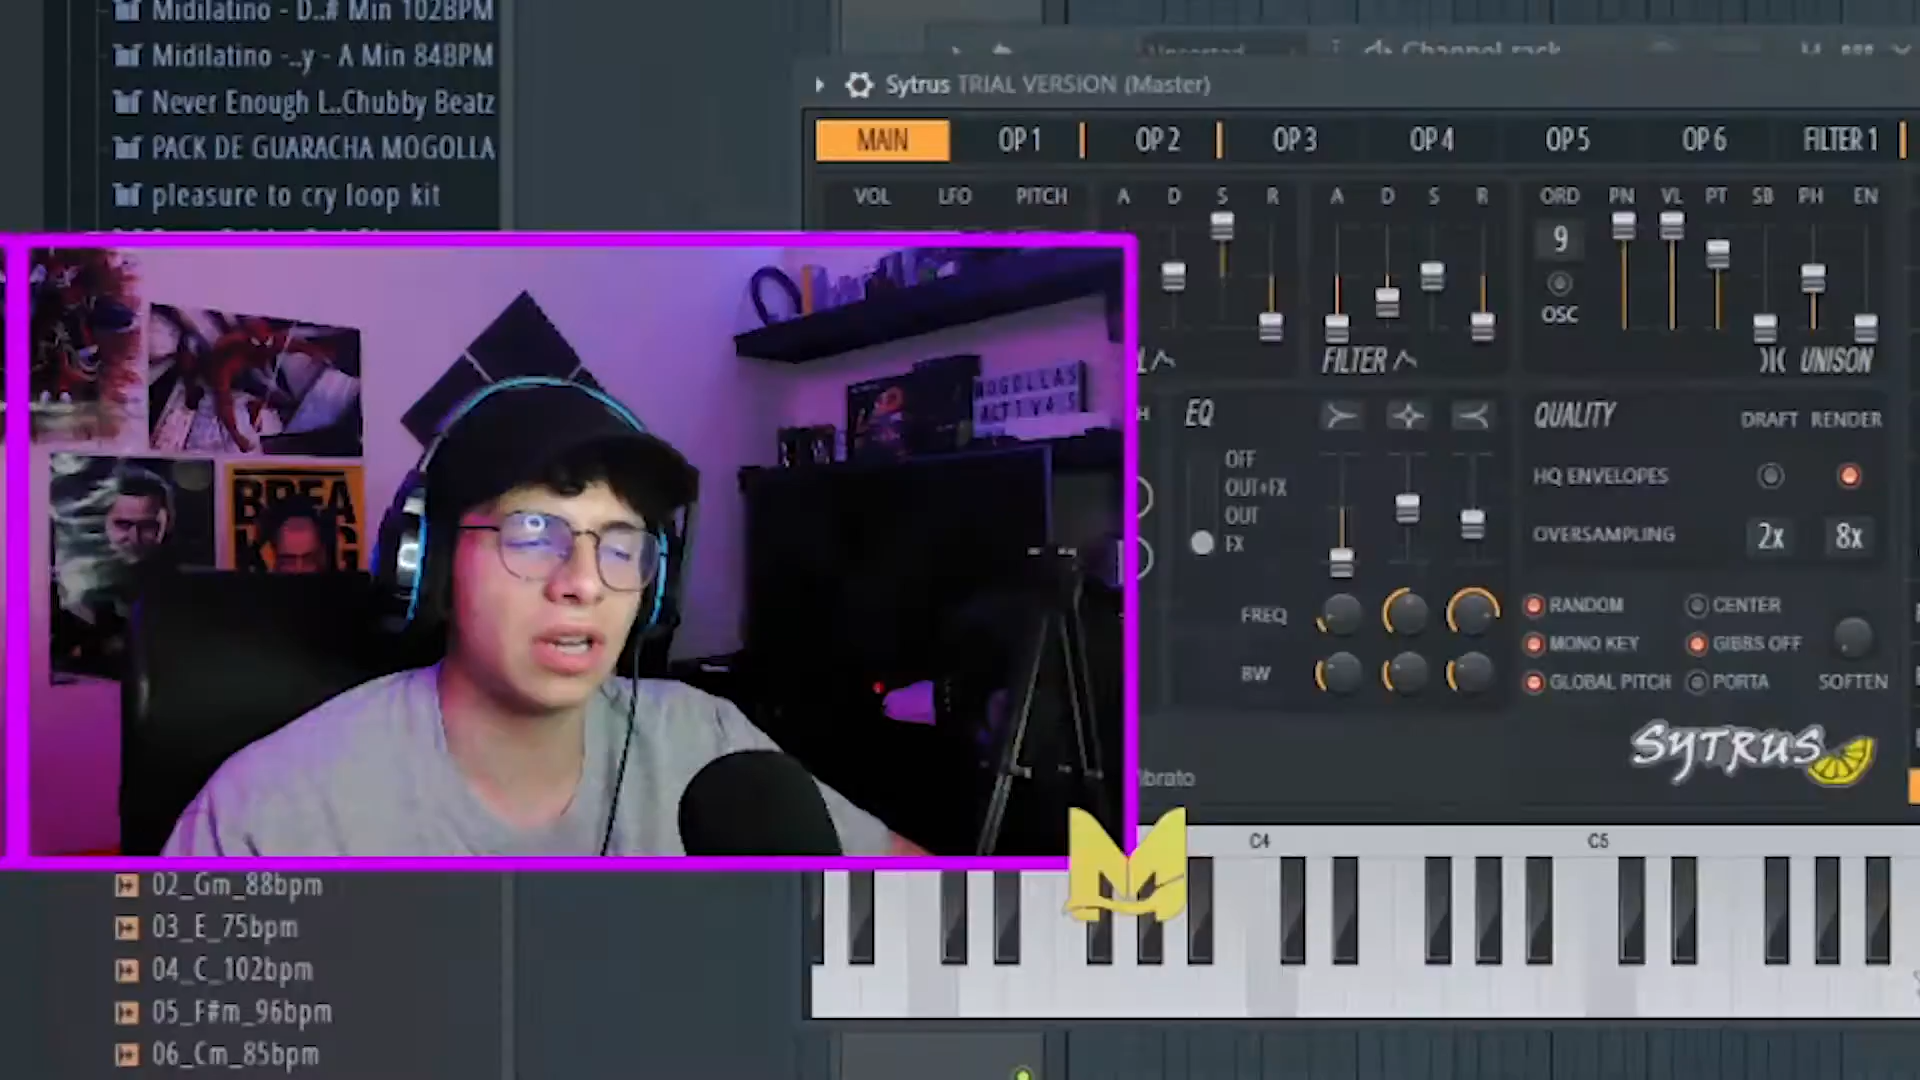 Midilatino - D..# Min 102BPM
Midilatino -..y - A Min 84BPM
Never Enough L..Chubby Beatz
PACK DE GUARACHA MOGOLLA
pleasure to cry loop kit
Channel rack
Sytrus TRIAL VERSION (Master)
MAIN OP 1 OP 2 OP 3 OP 4 OP 5 OP 6 FILTER 1
VOL LFO PITCH A D S R A D S R ORD PN VL PT SB PH EN
9
OSC
FILTER UNISON
EQ QUALITY DRAFT RENDER
OFF
OUT+FX
OUT
FX
HQ ENVELOPES
OVERSAMPLING 2x 8x
FREQ
BW
RANDOM CENTER
MONO KEY GIBBS OFF
GLOBAL PITCH PORTA SOFTEN
SYTRUS
C4 C5
MOGOLLAS
BREA
02_Gm_88bpm
03_E_75bpm
04_C_102bpm
05_F#m_96bpm
06_Cm_85bpm